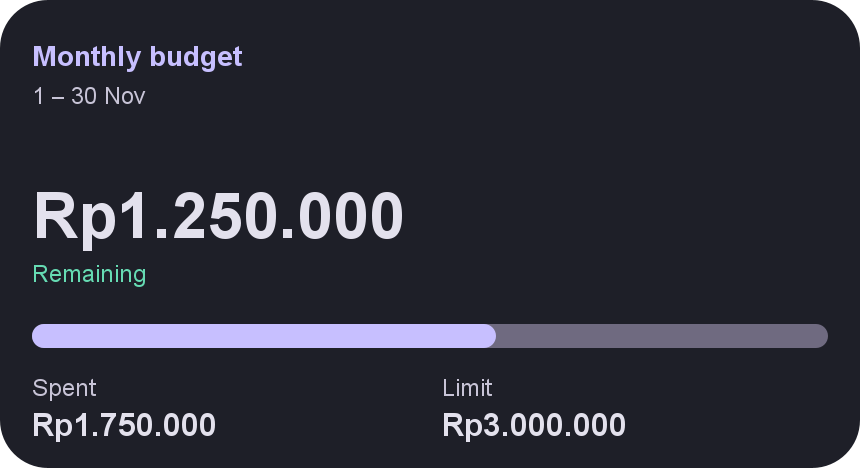 Monthly budget
1 – 30 Nov
Rp1.250.000
Remaining
Spent
Limit
Rp1.750.000
Rp3.000.000